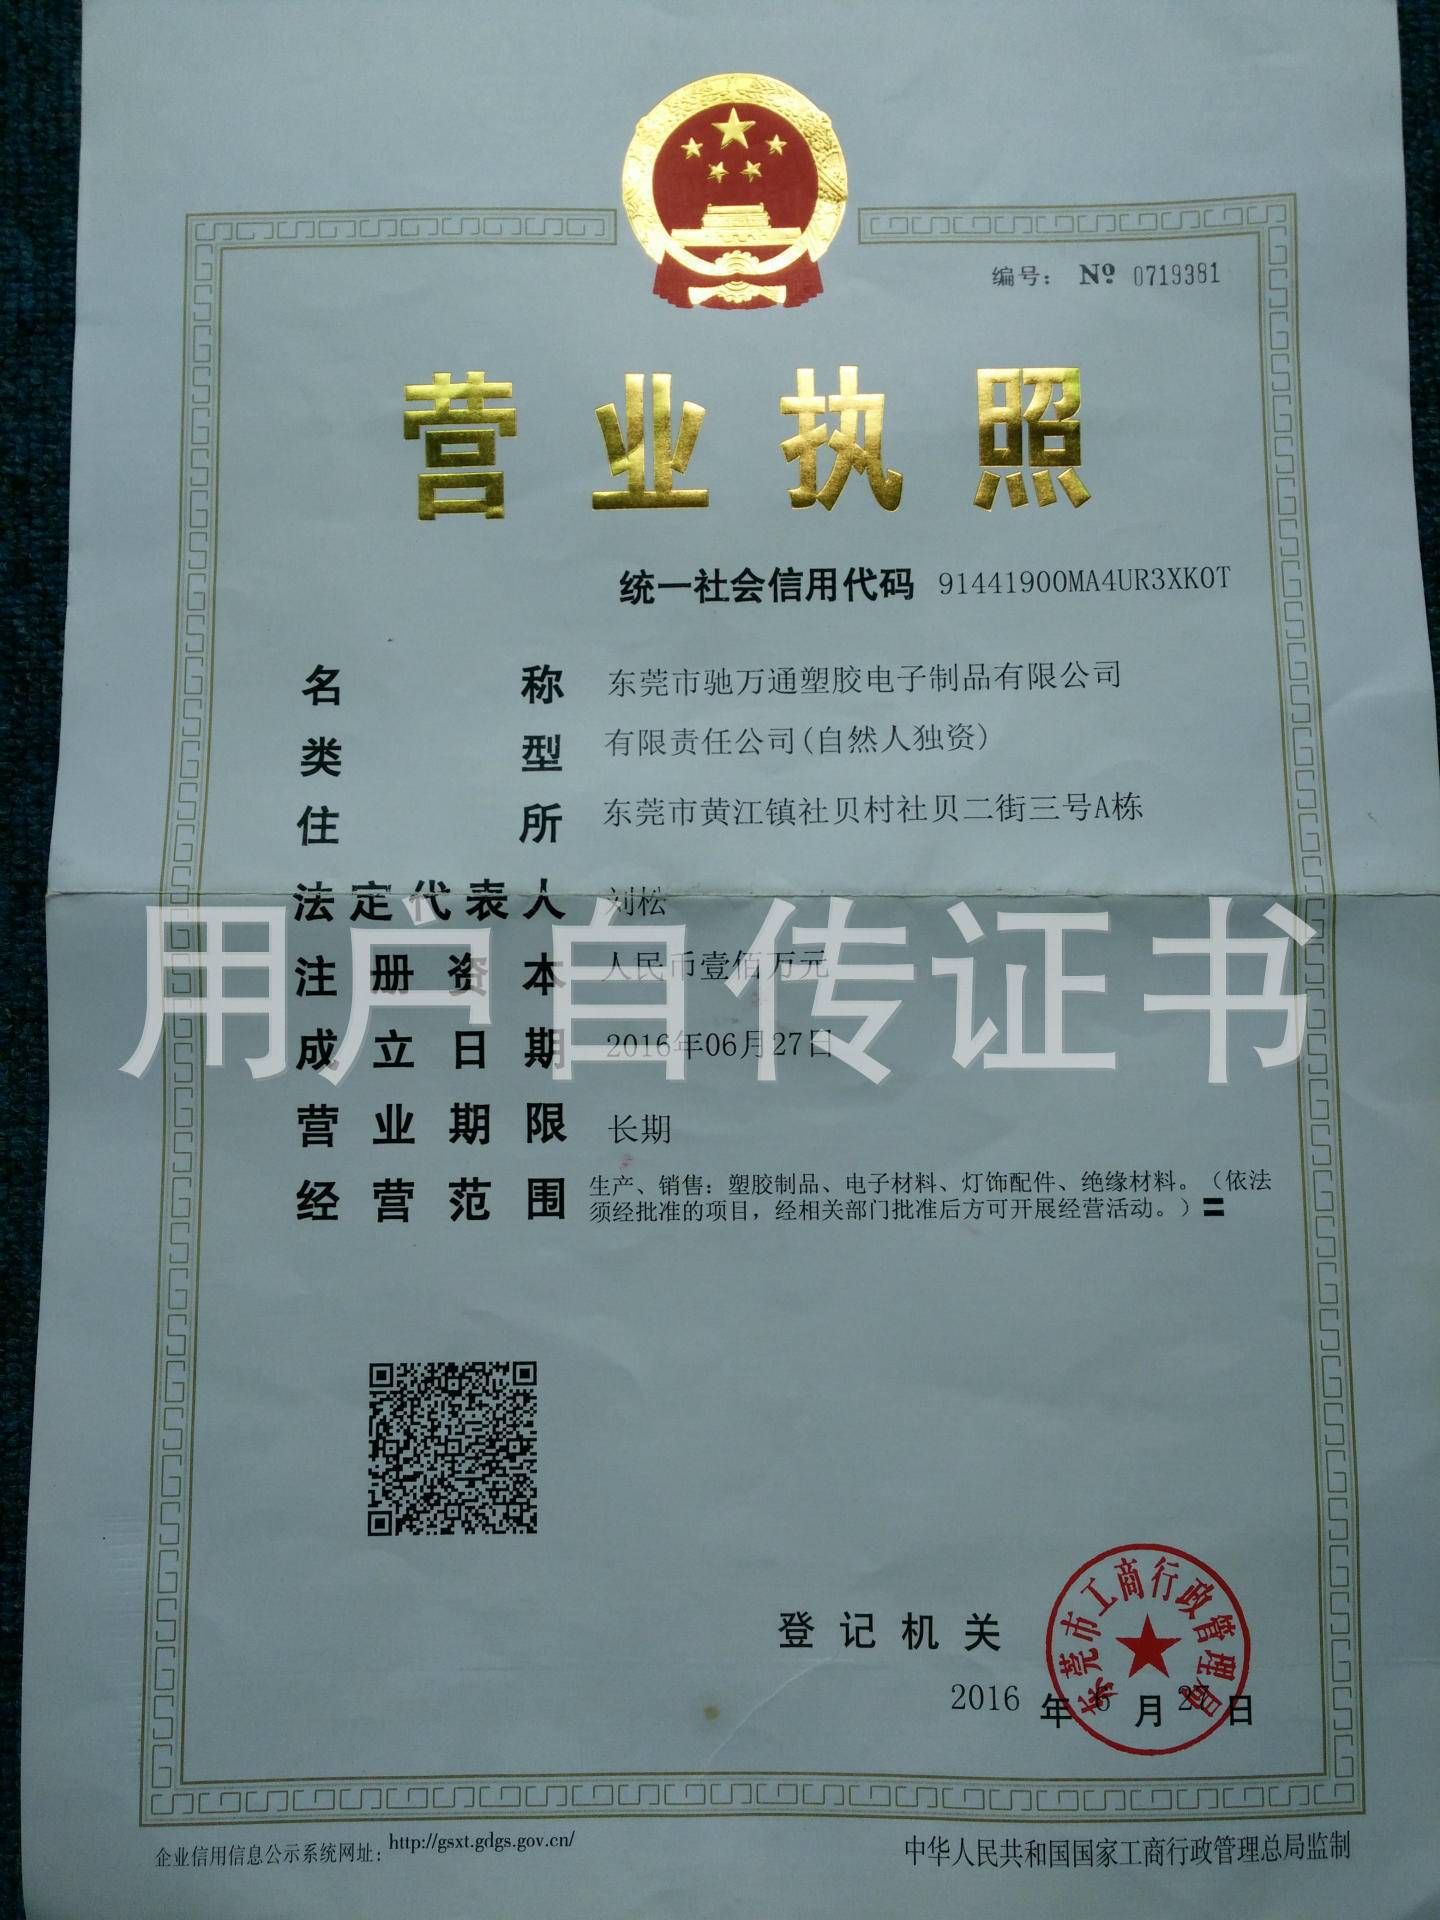 编号： Nº 0719381
营业执照
统一社会信用代码 91441900MA4UR3XK0T
名称 东莞市驰万通塑胶电子制品有限公司
类型 有限责任公司(自然人独资)
住所 东莞市黄江镇社贝村社贝二街三号A栋
法定代表人 刘松
用户自传证书
注册资本 人民币壹佰万元
成立日期 2016年06月27日
营业期限 长期
经营范围 生产、销售：塑胶制品、电子材料、灯饰配件、绝缘材料。（依法
须经批准的项目，经相关部门批准后方可开展经营活动。）〓
东莞市工商行政管理局
登记机关
2016 年 6 月 27 日
企业信用信息公示系统网址： http://gsxt.gdgs.gov.cn/
中华人民共和国国家工商行政管理总局监制